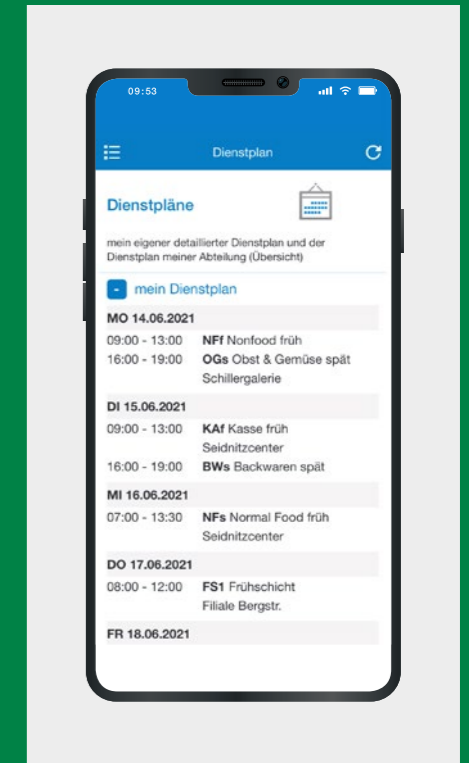 09:53
Dienstplan
Dienstpläne
mein eigener detaillierter Dienstplan und der
Dienstplan meiner Abteilung (Übersicht)
- mein Dienstplan
MO 14.06.2021
09:00 - 13:00 NFf Nonfood früh
16:00 - 19:00 OGs Obst & Gemüse spät
Schillergalerie
DI 15.06.2021
09:00 - 13:00 KAf Kasse früh
Seidnitzcenter
16:00 - 19:00 BWs Backwaren spät
MI 16.06.2021
07:00 - 13:30 NFs Normal Food früh
Seidnitzcenter
DO 17.06.2021
08:00 - 12:00 FS1 Frühschicht
Filiale Bergstr.
FR 18.06.2021